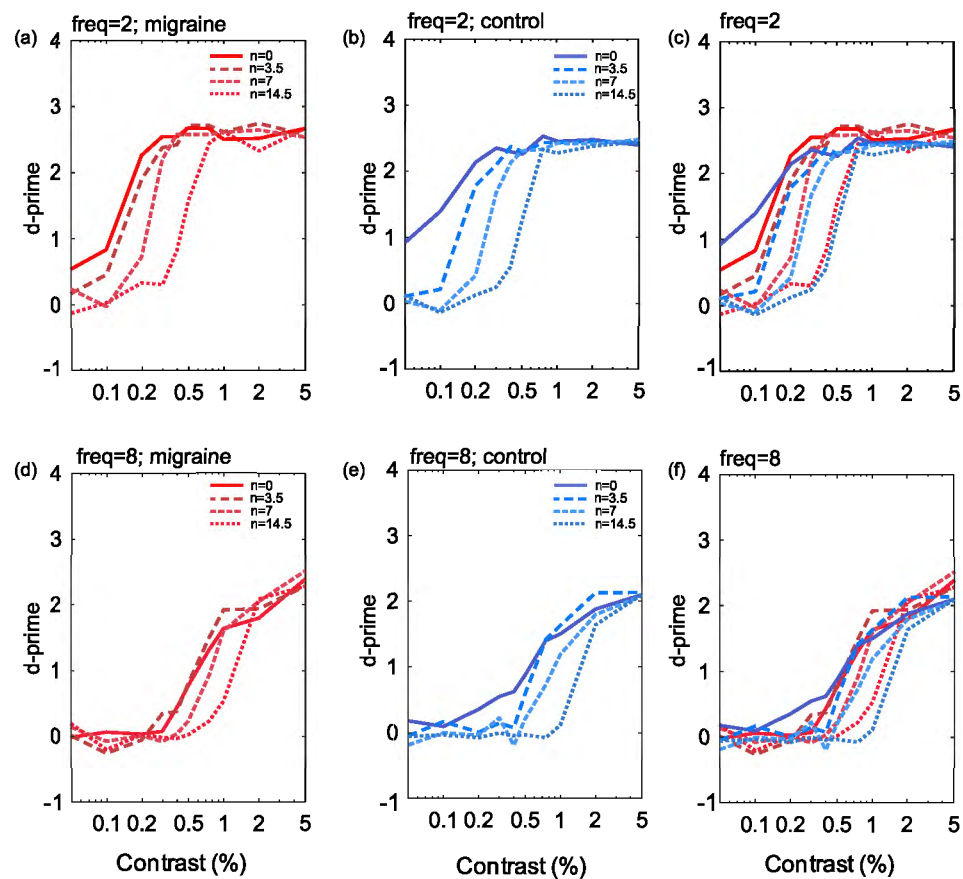 (a) freq=2; migraine
n=0
n=3.5
n=7
n=14.5
d-prime
4
3
2
1
0
-1
0.1 0.2 0.5 1 2 5
(b) freq=2; control
n=0
n=3.5
n=7
n=14.5
d-prime
4
3
2
1
0
-1
0.1 0.2 0.5 1 2 5
(c) freq=2
d-prime
4
3
2
1
0
-1
0.1 0.2 0.5 1 2 5
(d) freq=8; migraine
n=0
n=3.5
n=7
n=14.5
d-prime
4
3
2
1
0
-1
0.1 0.2 0.5 1 2 5
Contrast (%)
(e) freq=8; control
n=0
n=3.5
n=7
n=14.5
d-prime
4
3
2
1
0
-1
0.1 0.2 0.5 1 2 5
Contrast (%)
(f) freq=8
d-prime
4
3
2
1
0
-1
0.1 0.2 0.5 1 2 5
Contrast (%)